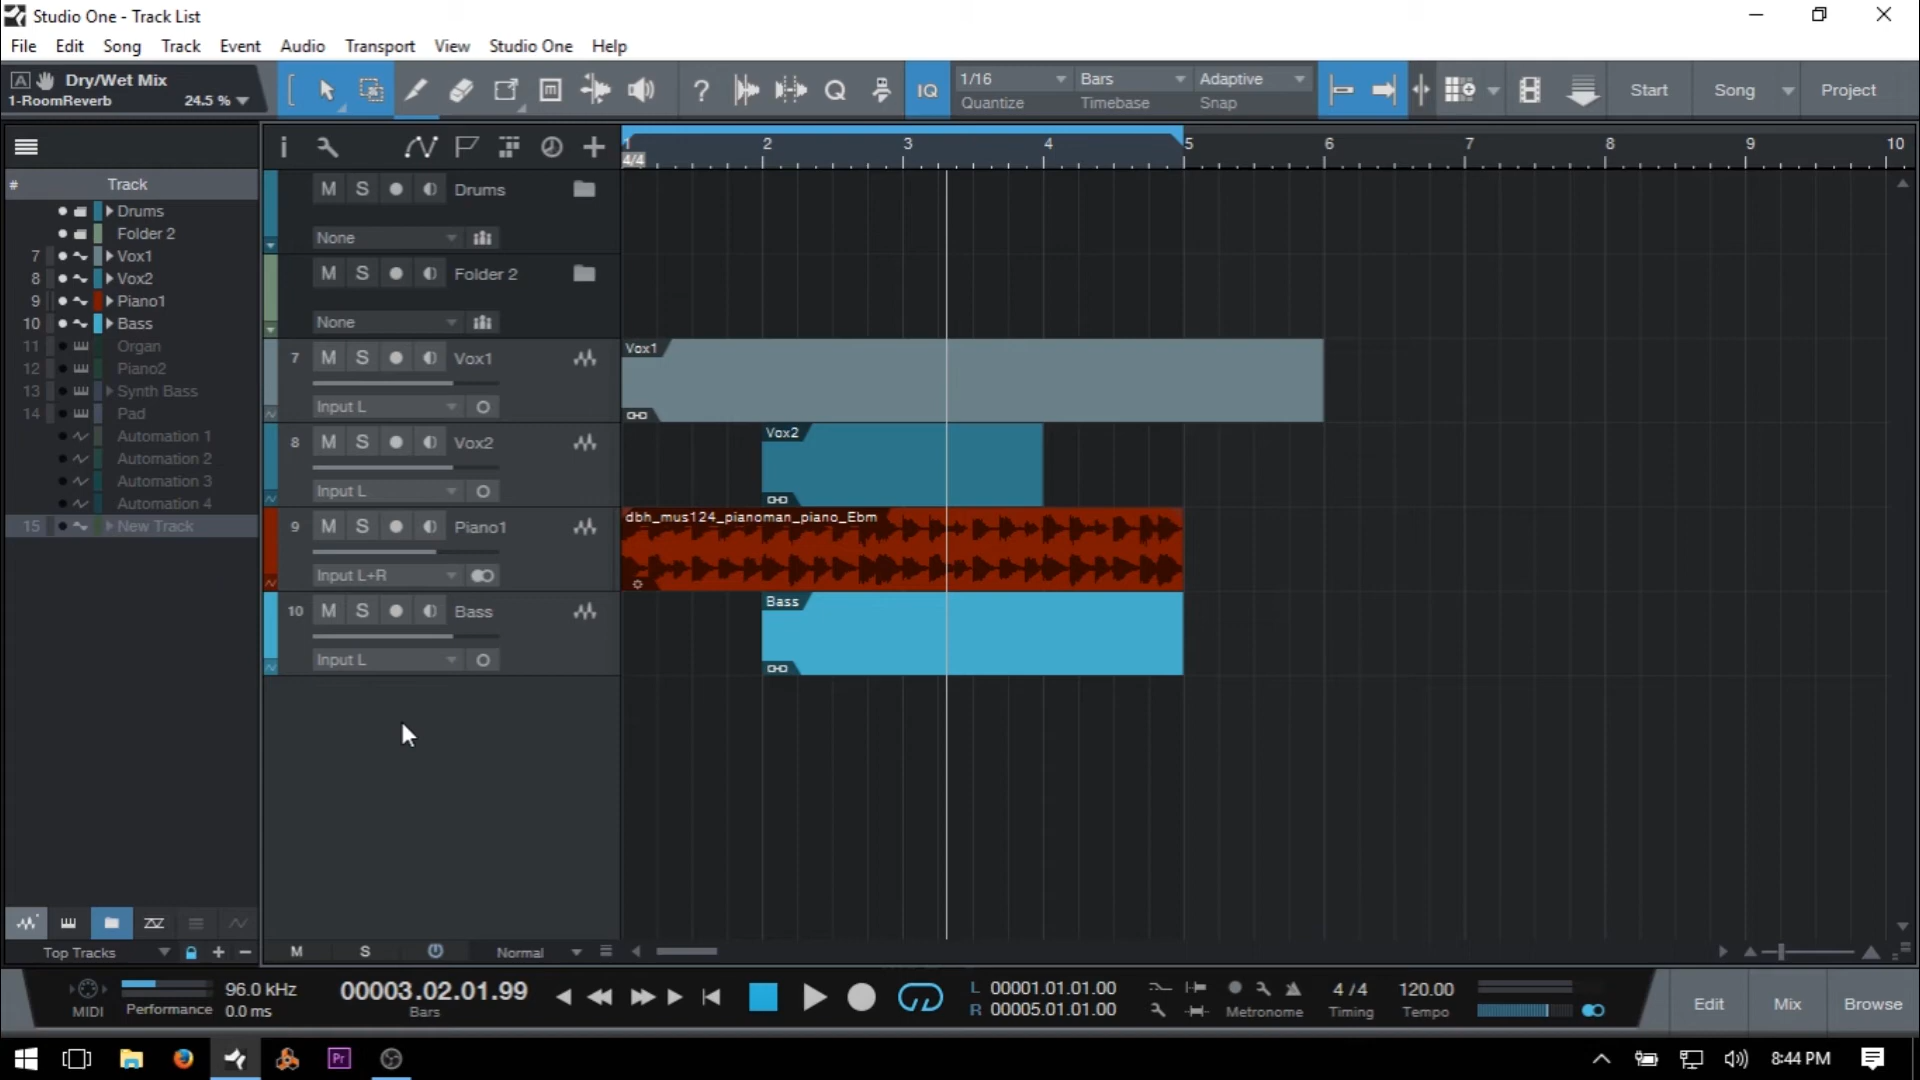 Studio One - Track List
File Edit Song Track Event Audio Transport View Studio One Help
A Dry/Wet Mix
1-RoomReverb 24.5 %
IQ
1/16 Bars Adaptive
Quantize Timebase Snap
Start Song Project
# Track
Drums
Folder 2
7 Vox1
8 Vox2
9 Piano1
10 Bass
11 Organ
12 Piano2
13 Synth Bass
14 Pad
Automation 1
Automation 2
Automation 3
Automation 4
15 New Track
Top Tracks
1 2 3 4 5 6 7 8 9 10
4/4
M S Drums
None
M S Folder 2
None
7 M S Vox1
Input L
8 M S Vox2
Input L
9 M S Piano1
Input L+R
10 M S Bass
Input L
Vox1
Vox2
dbh_mus124_pianoman_piano_Ebm
Bass
M S Normal
MIDI
Performance
96.0 kHz
0.0 ms
00003.02.01.99
Bars
L 00001.01.01.00
R 00005.01.01.00
Metronome
4 / 4
Timing
120.00
Tempo
Edit Mix Browse
Pr
8:44 PM